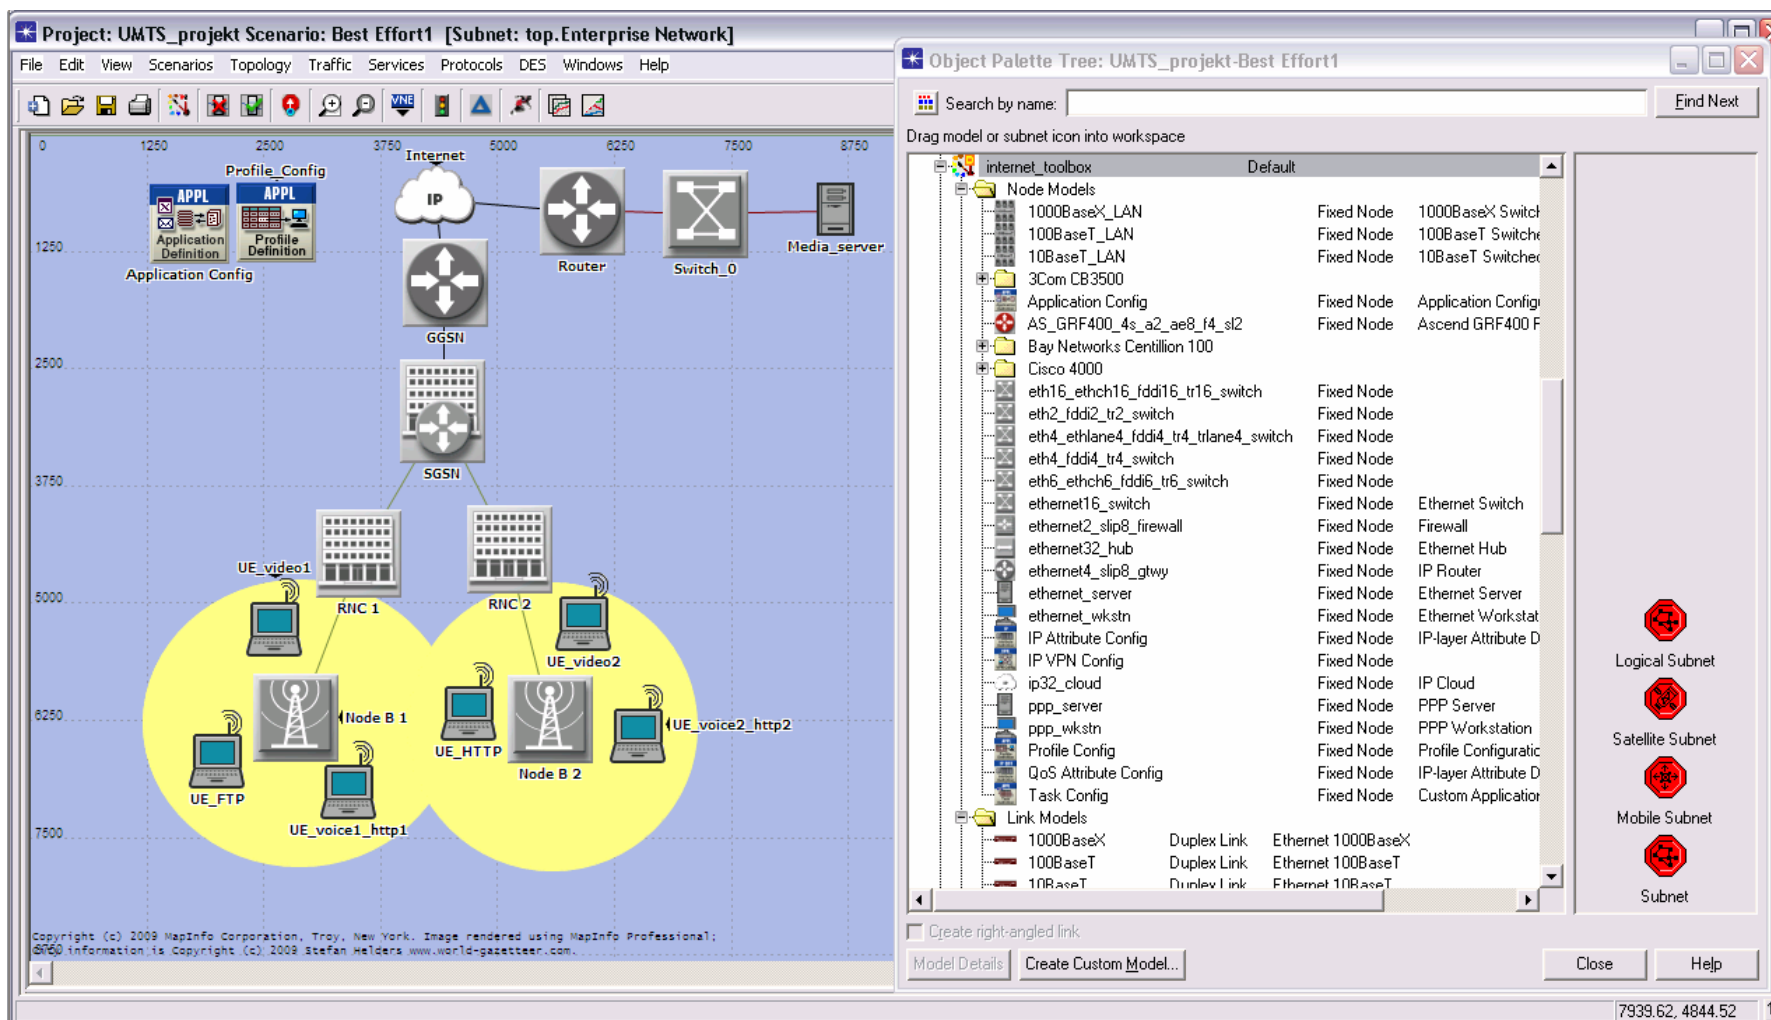 Project: UMTS_projekt Scenario: Best Effort1 [Subnet: top.Enterprise Network]
File Edit View Scenarios Topology Traffic Services Protocols DES Windows Help
VNE
0 1250 2500 3750 5000 6250 7500 8750
1250
2500
3750
5000
6250
7500
Internet
IP
Profile_Config
APPL
Application Definition
APPL
Profile Definition
Application Config
Router
Switch_0
Media_server
GGSN
SGSN
RNC 1
RNC 2
UE_video1
UE_video2
Node B 1
UE_HTTP
UE_voice2_http2
Node B 2
UE_FTP
UE_voice1_http1
Copyright (c) 2009 MapInfo Corporation, Troy, New York. Image rendered using MapInfo Professional;
information is Copyright (c) 2009 Stefan Helders www.world-gazetteer.com.
Object Palette Tree: UMTS_projekt-Best Effort1
Search by name:
Find Next
Drag model or subnet icon into workspace
internet_toolbox Default
Node Models
1000BaseX_LAN Fixed Node 1000BaseX Switch
100BaseT_LAN Fixed Node 100BaseT Switche
10BaseT_LAN Fixed Node 10BaseT Switched
3Com CB3500
Application Config Fixed Node Application Configu
AS_GRF400_4s_a2_ae8_f4_sl2 Fixed Node Ascend GRF400 F
Bay Networks Centillion 100
Cisco 4000
eth16_ethch16_fddi16_tr16_switch Fixed Node
eth2_fddi2_tr2_switch Fixed Node
eth4_ethlane4_fddi4_tr4_trlane4_switch Fixed Node
eth4_fddi4_tr4_switch Fixed Node
eth6_ethch6_fddi6_tr6_switch Fixed Node
ethernet16_switch Fixed Node Ethernet Switch
ethernet2_slip8_firewall Fixed Node Firewall
ethernet32_hub Fixed Node Ethernet Hub
ethernet4_slip8_gtwy Fixed Node IP Router
ethernet_server Fixed Node Ethernet Server
ethernet_wkstn Fixed Node Ethernet Workstat
IP Attribute Config Fixed Node IP-layer Attribute D
IP VPN Config Fixed Node
ip32_cloud Fixed Node IP Cloud
ppp_server Fixed Node PPP Server
ppp_wkstn Fixed Node PPP Workstation
Profile Config Fixed Node Profile Configuratic
QoS Attribute Config Fixed Node IP-layer Attribute D
Task Config Fixed Node Custom Application
Link Models
1000BaseX Duplex Link Ethernet 1000BaseX
100BaseT Duplex Link Ethernet 100BaseT
10BaseT Duplex Link Ethernet 10BaseT
Logical Subnet
Satellite Subnet
Mobile Subnet
Subnet
Create right-angled link
Model Details
Create Custom Model...
Close
Help
7939.62, 4844.52